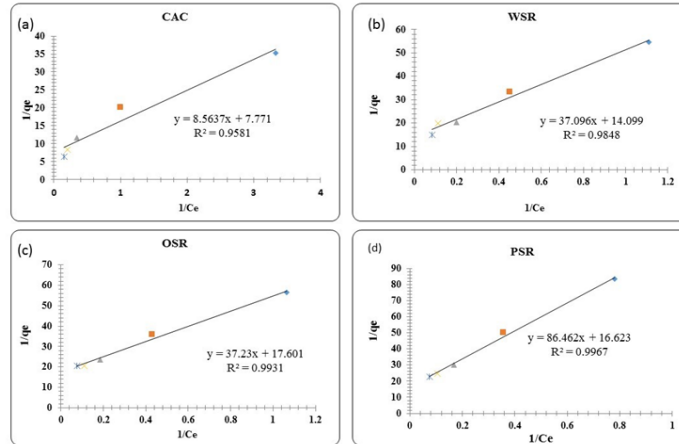 (a)
CAC
40
35
30
25
20
15
10
5
0
1/qe
y = 8.5637x + 7.771
R² = 0.9581
0 1 2 3 4
1/Ce
(b)
WSR
60
50
40
30
20
10
0
1/qe
y = 37.096x + 14.099
R² = 0.9848
0 0.2 0.4 0.6 0.8 1 1.2
1/Ce
(c)
OSR
70
60
50
40
30
20
10
0
1/qe
y = 37.23x + 17.601
R² = 0.9931
0 0.2 0.4 0.6 0.8 1 1.2
1/Ce
(d)
PSR
90
80
70
60
50
40
30
20
10
0
1/qe
y = 86.462x + 16.623
R² = 0.9967
0 0.2 0.4 0.6 0.8 1
1/Ce